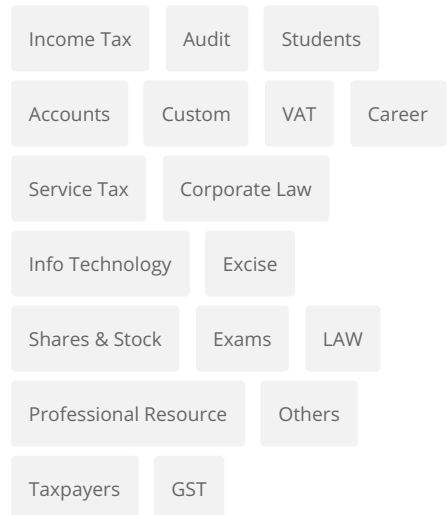 Income Tax Audit Students
Accounts Custom VAT Career
Service Tax Corporate Law
Info Technology Excise
Shares & Stock Exams LAW
Professional Resource Others
Taxpayers GST